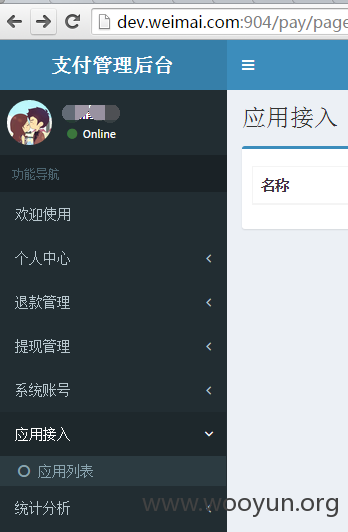 dev.weimai.com:904/pay/page
支付管理后台
Online
功能导航
欢迎使用
个人中心
退款管理
提现管理
系统账号
应用接入
应用列表
统计分析
应用接入
名称
www.wooyun.org